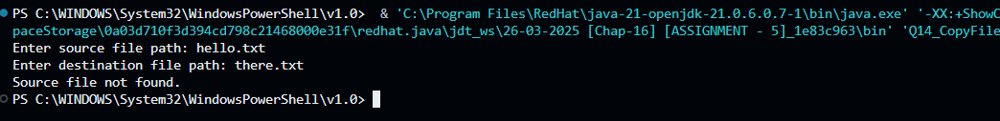 PS C:\WINDOWS\System32\WindowsPowerShell\v1.0>  & 'C:\Program Files\RedHat\java-21-openjdk-21.0.6.0.7-1\bin\java.exe' '-XX:+ShowC
paceStorage\0a03d710f3d394cd798c21468000e31f\redhat.java\jdt_ws\26-03-2025 [Chap-16] [ASSIGNMENT - 5]_1e83c963\bin' 'Q14_CopyFile
Enter source file path: hello.txt
Enter destination file path: there.txt
Source file not found.
PS C:\WINDOWS\System32\WindowsPowerShell\v1.0>